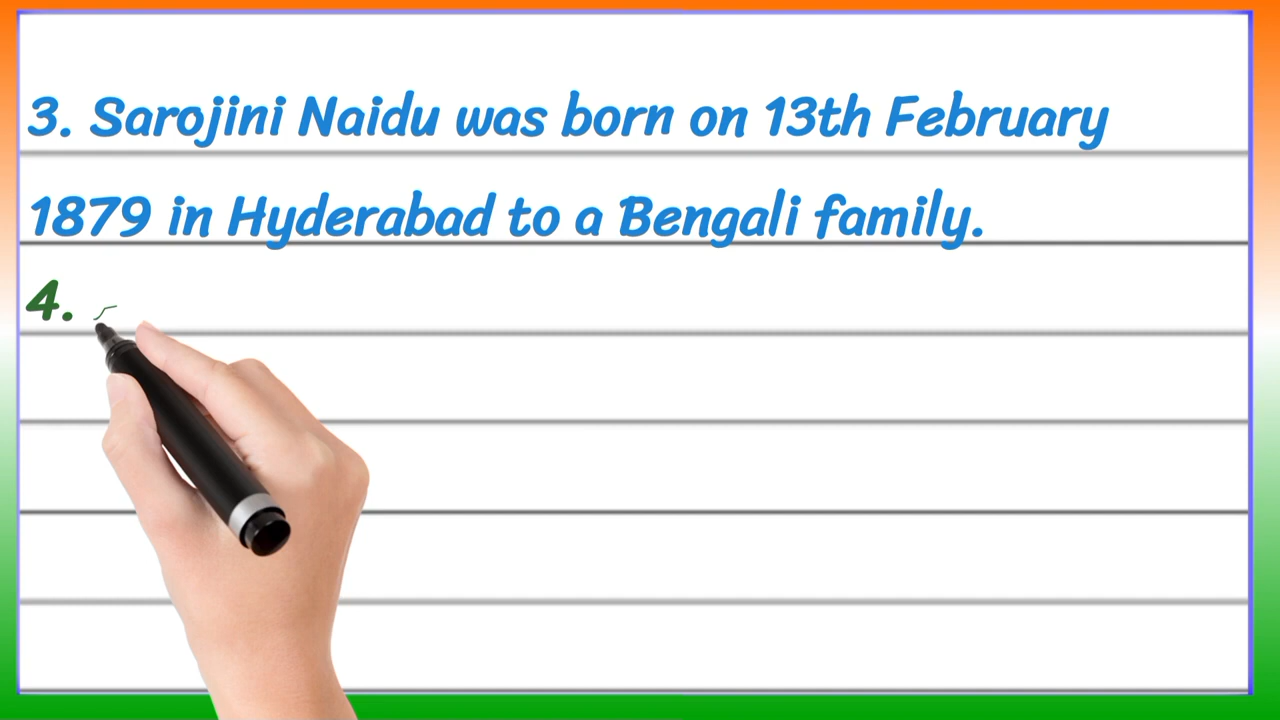 3. Sarojini Naidu was born on 13th February
1879 in Hyderabad to a Bengali family.
4.